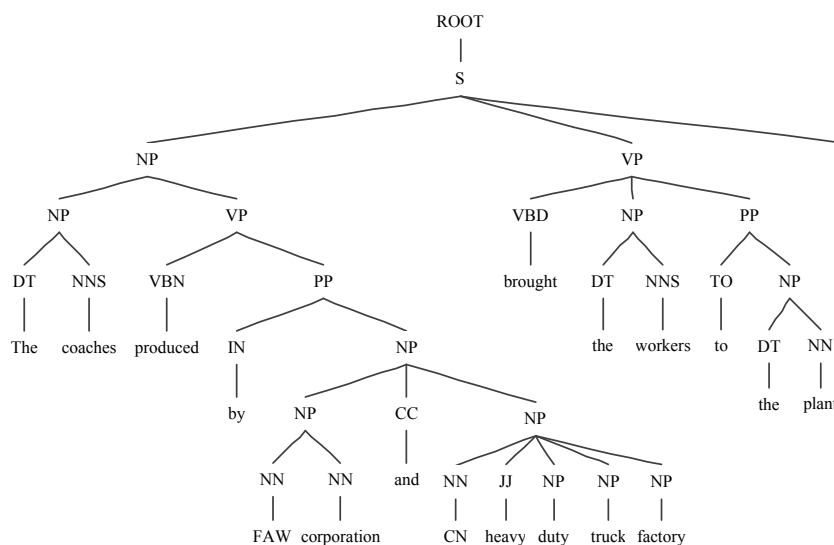 ROOT
S
NP VP
NP VP VBD NP PP
DT NNS VBN PP brought DT NNS TO NP
The coaches produced IN NP the workers to DT NN
by NP CC NP the plant
NN NN and NN JJ NP NP NP
FAW corporation CN heavy duty truck factory